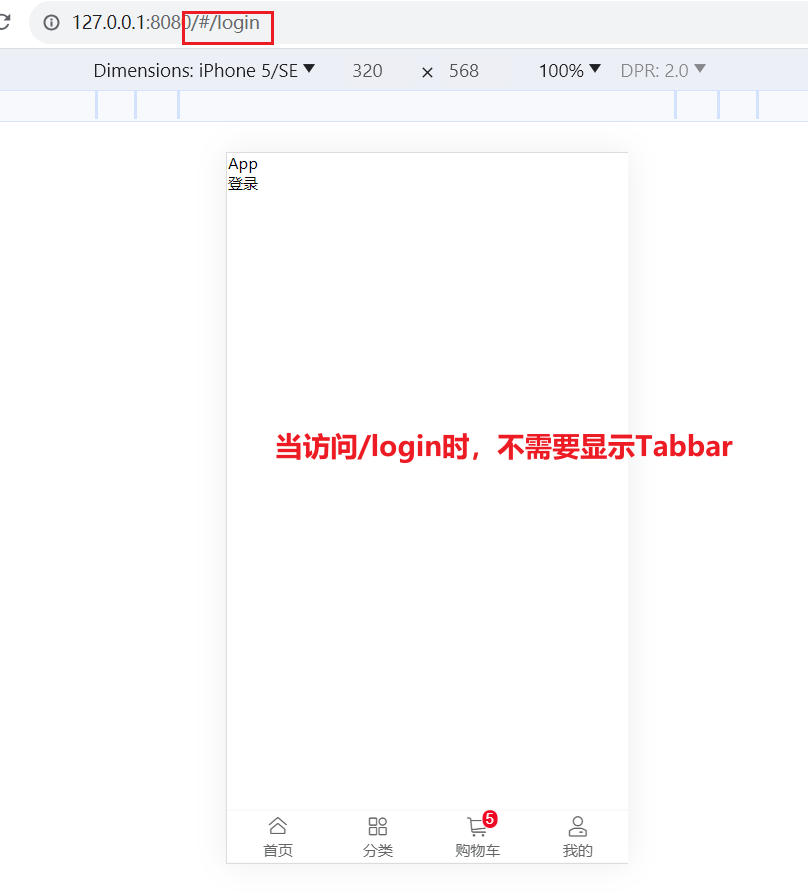 127.0.0.1:8080/#/login
Dimensions: iPhone 5/SE 320 × 568 100% DPR: 2.0
App
登录
当访问/login时，不需要显示Tabbar
5
首页 分类 购物车 我的